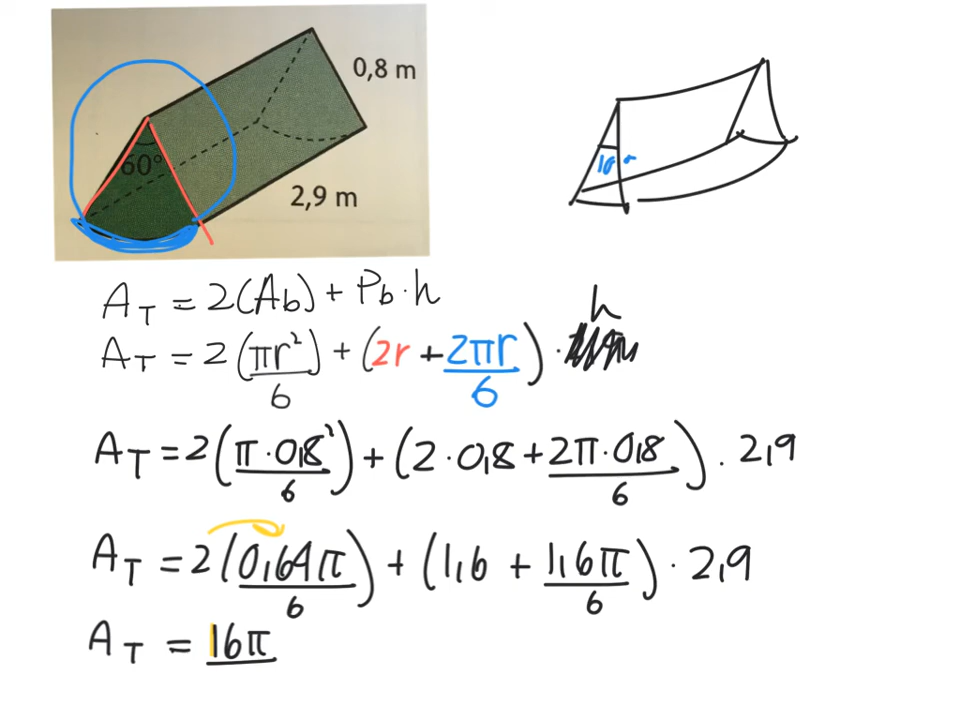 0,8 m
60°
2,9 m
10°
A_T = 2(A_b) + P_b · h
h
A_T = 2(πr²/6) + (2r + 2πr/6) ·
A_T = 2(π·0,8²/6) + (2·0,8 + 2π·0,8/6) · 2,9
A_T = 2(0,64π/6) + (1,6 + 1,6π/6) · 2,9
A_T = 16π